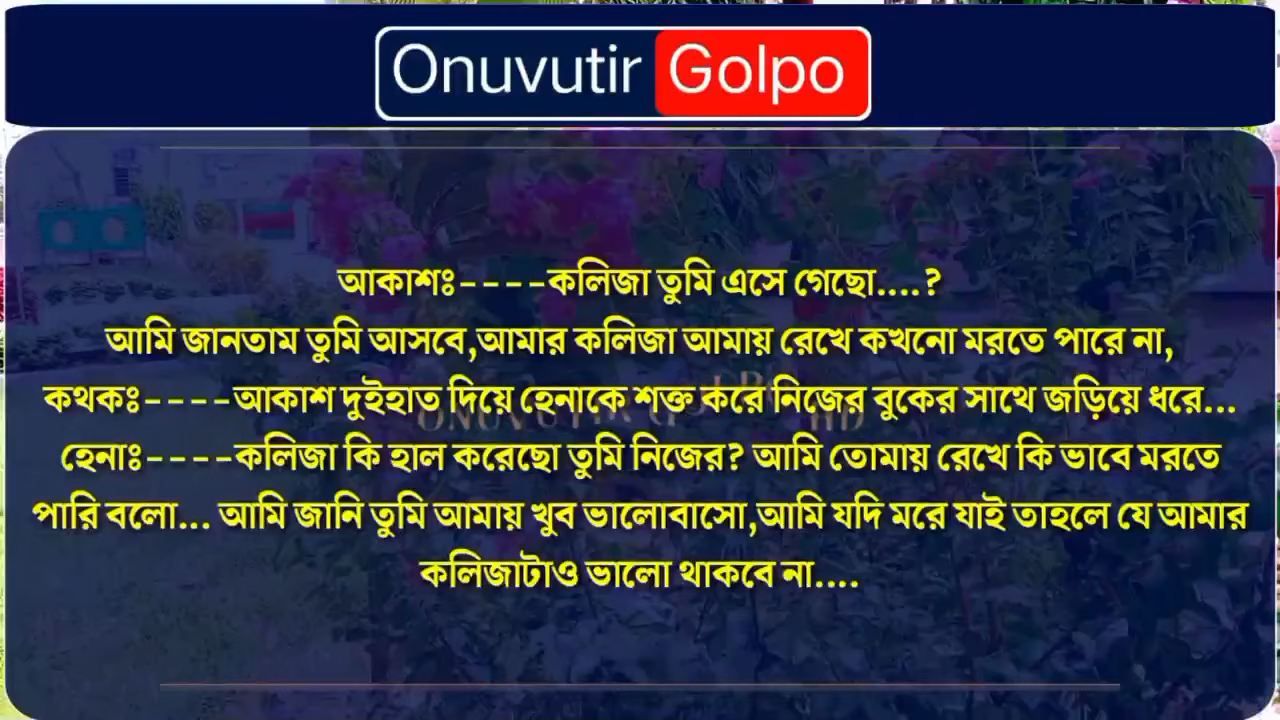 Onuvutir Golpo
আকাশঃ----কলিজা তুমি এসে গেছো....?
আমি জানতাম তুমি আসবে,আমার কলিজা আমায় রেখে কখনো মরতে পারে না,
কথকঃ----আকাশ দুইহাত দিয়ে হেনাকে শক্ত করে নিজের বুকের সাথে জড়িয়ে ধরে...
হেনাঃ----কলিজা কি হাল করেছো তুমি নিজের? আমি তোমায় রেখে কি ভাবে মরতে
পারি বলো... আমি জানি তুমি আমায় খুব ভালোবাসো,আমি যদি মরে যাই তাহলে যে আমার
কলিজাটাও ভালো থাকবে না....